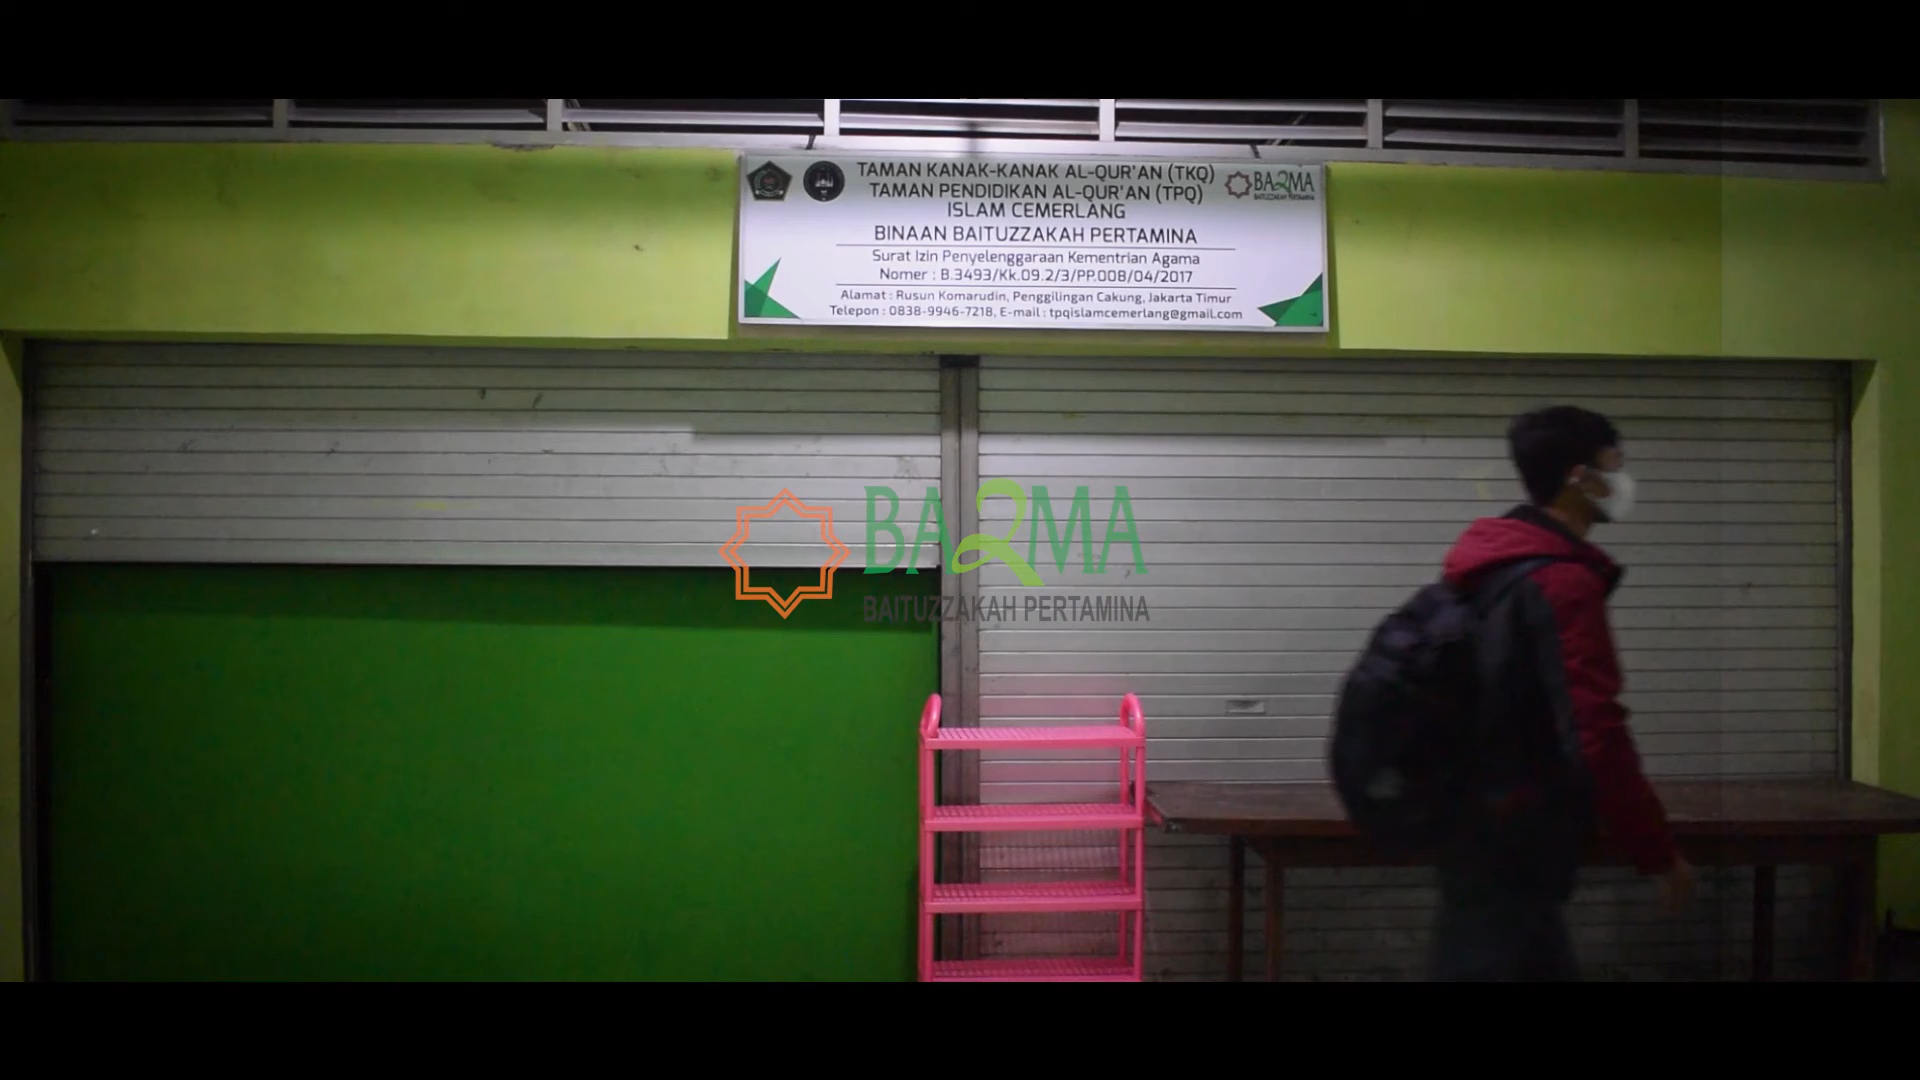 TAMAN KANAK-KANAK AL-QUR'AN (TKQ)
TAMAN PENDIDIKAN AL-QUR'AN (TPQ)
ISLAM CEMERLANG
BINAAN BAITUZZAKAH PERTAMINA
Surat Izin Penyelenggaraan Kementrian Agama
Nomer : B.3493/Kk.09.2/3/PP.008/04/2017
Alamat : Rusun Komarudin, Penggilingan Cakung, Jakarta Timur
Telepon : 0838-9946-7218, E-mail : tpqislamcemerlang@gmail.com
BAZMA
BAITUZZAKAH PERTAMINA
BAZMA
BAITUZZAKAH PERTAMINA